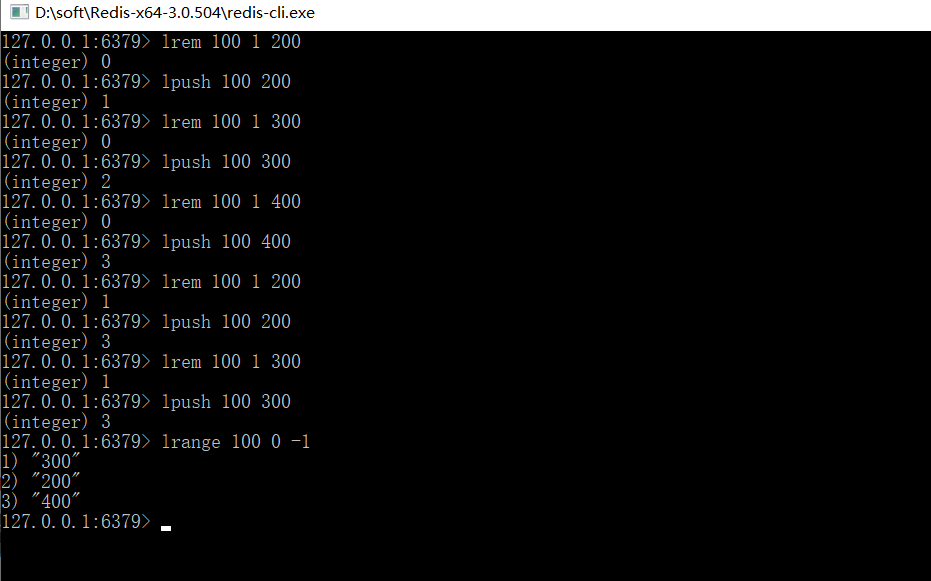 D:\soft\Redis-x64-3.0.504\redis-cli.exe
127.0.0.1:6379> lrem 100 1 200
(integer) 0
127.0.0.1:6379> lpush 100 200
(integer) 1
127.0.0.1:6379> lrem 100 1 300
(integer) 0
127.0.0.1:6379> lpush 100 300
(integer) 2
127.0.0.1:6379> lrem 100 1 400
(integer) 0
127.0.0.1:6379> lpush 100 400
(integer) 3
127.0.0.1:6379> lrem 100 1 200
(integer) 1
127.0.0.1:6379> lpush 100 200
(integer) 3
127.0.0.1:6379> lrem 100 1 300
(integer) 1
127.0.0.1:6379> lpush 100 300
(integer) 3
127.0.0.1:6379> lrange 100 0 -1
1) "300"
2) "200"
3) "400"
127.0.0.1:6379>